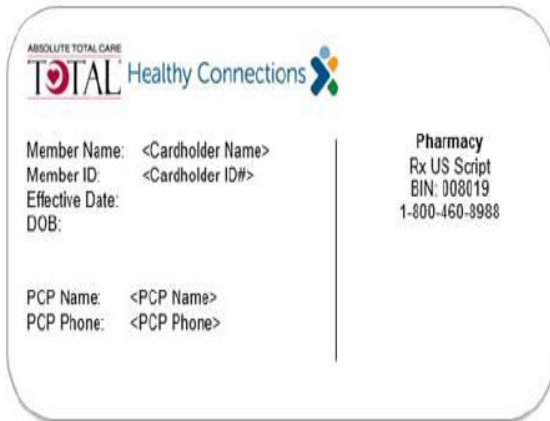 ABSOLUTE TOTAL CARE
TOTAL Healthy Connections
Member Name: <Cardholder Name>
Member ID: <Cardholder ID#>
Effective Date:
DOB:
PCP Name: <PCP Name>
PCP Phone: <PCP Phone>
Pharmacy
Rx US Script
BIN: 008019
1-800-460-8988